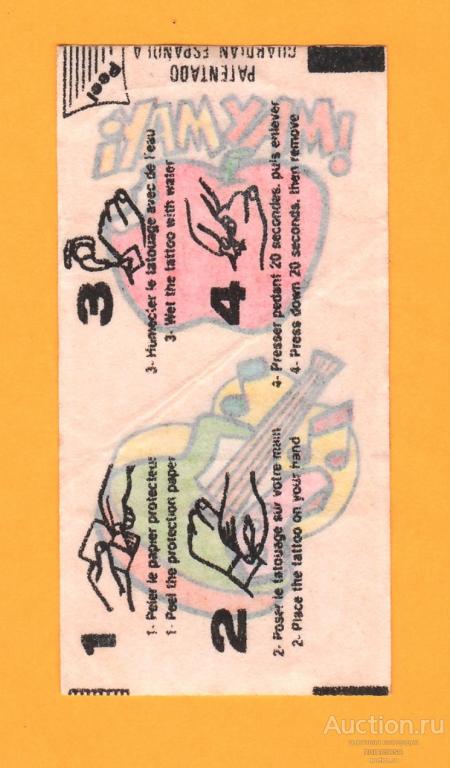 Peel
PATENTADO
GUARDIAN ESPAÑOLA
1
1- Peler le papier protecteur
1- Peel the protection paper
2
2- Poser le tatouage sur votre main
2- Place the tattoo on your hand
3
3- Humecter le tatouage avec de l'eau
3- Wet the tattoo with water
4
4- Presser pedant 20 secondes. puis enlever
4- Press down 20 seconds. then remove
Auction.ru